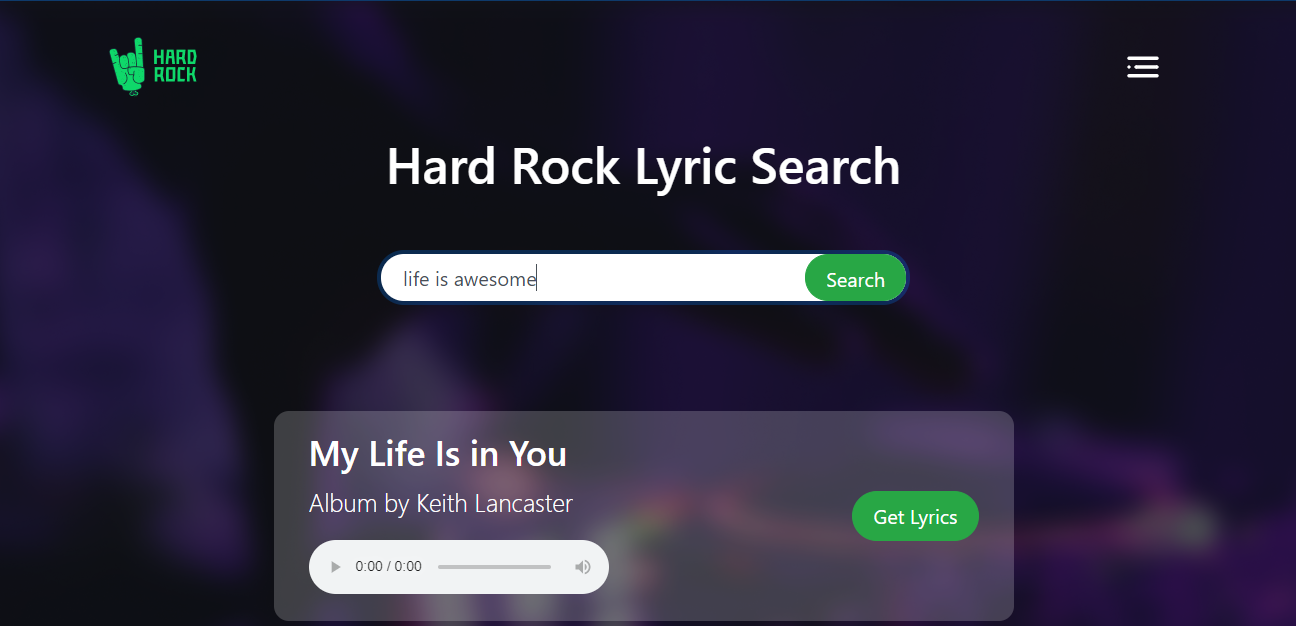 HARD
ROCK
Hard Rock Lyric Search
life is awesome
Search
My Life Is in You
Album by Keith Lancaster
Get Lyrics
0:00 / 0:00